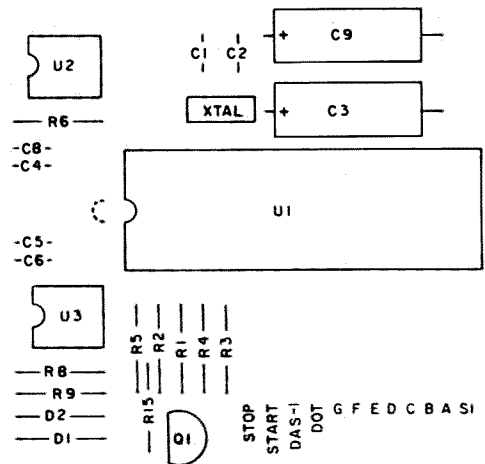 U2
C1
C2
+ C9
R6
XTAL
+ C3
-C8-
-C4-
U1
-C5-
-C6-
U3
R5
R2
R1
R4
R3
R8
R9
D2
D1
R15
Q1
STOP
START
DAS-1
DOT
G
F
E
D
C
B
A
S1